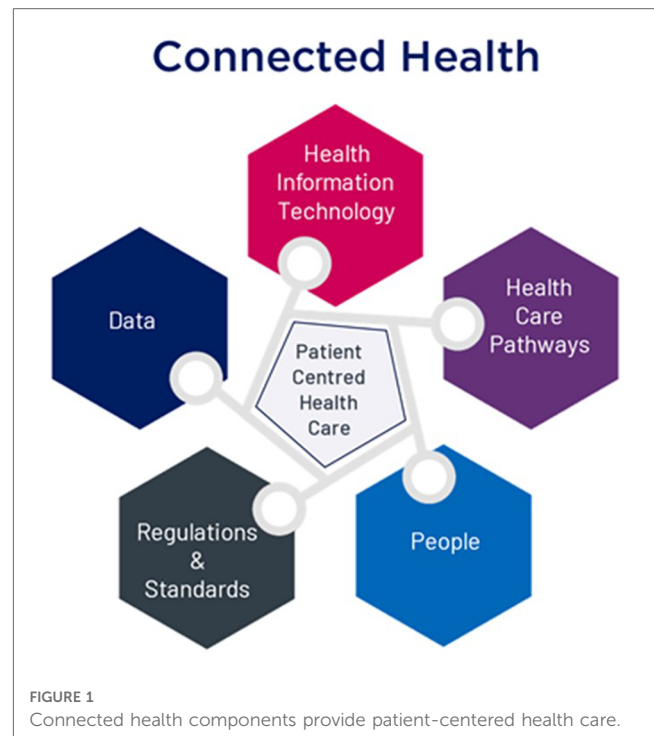 Connected Health
Health
Information
Technology
Data
Health
Care
Pathways
Patient
Centred
Health
Care
Regulations
&
Standards
People
FIGURE 1
Connected health components provide patient-centered health care.